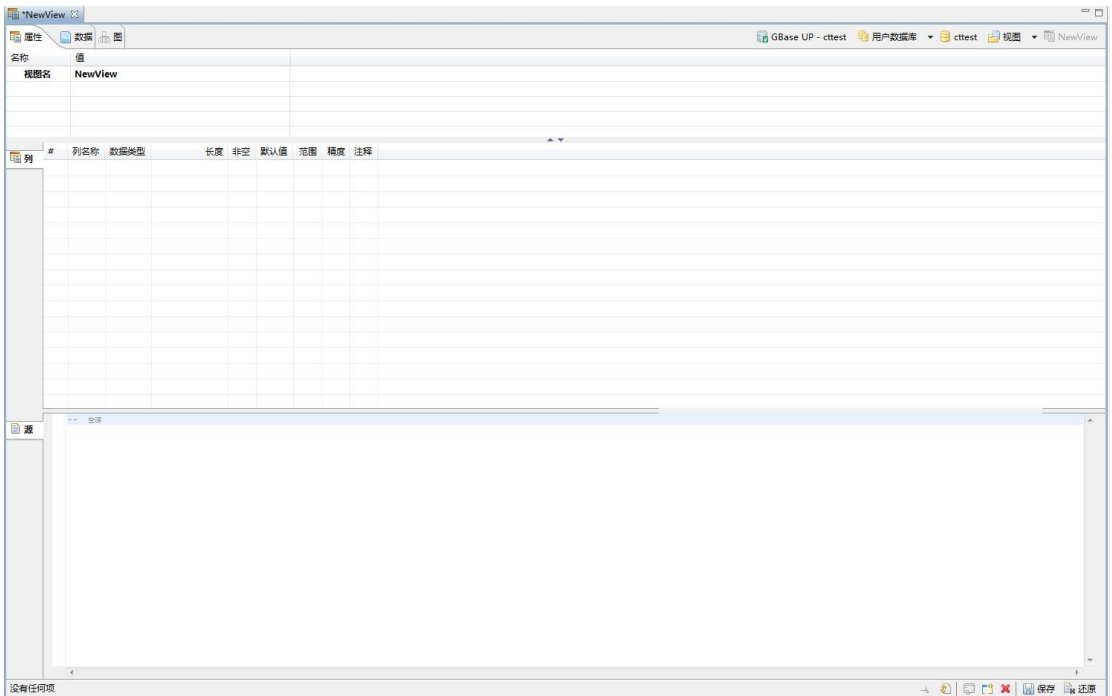 *NewView
属性 数据 图 GBase UP - cttest 用户数据库 cttest 视图 NewView
名称 值
视图名 NewView
列 # 列名称 数据类型 长度 非空 默认值 范围 精度 注释
源 -- 空源
没有任何项 保存 还原